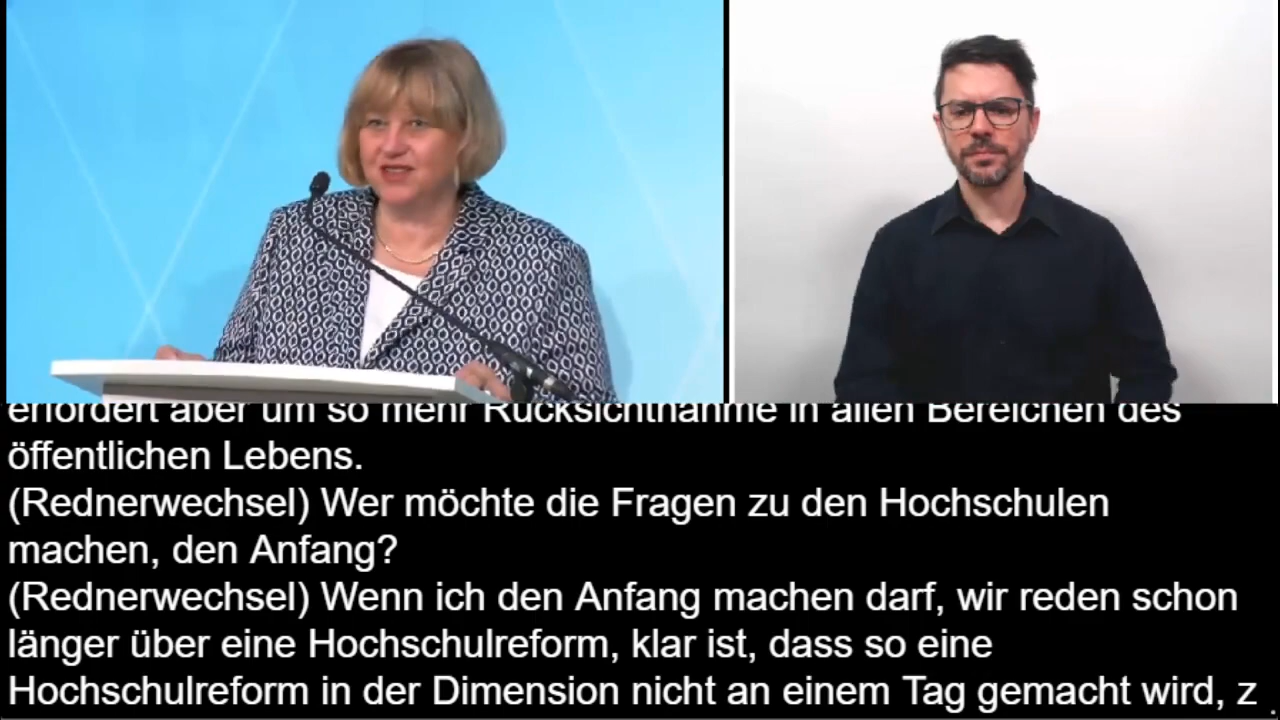 erfordert aber um so mehr Rücksichtnahme in allen Bereichen des
öffentlichen Lebens.
(Rednerwechsel) Wer möchte die Fragen zu den Hochschulen
machen, den Anfang?
(Rednerwechsel) Wenn ich den Anfang machen darf, wir reden schon
länger über eine Hochschulreform, klar ist, dass so eine
Hochschulreform in der Dimension nicht an einem Tag gemacht wird, z